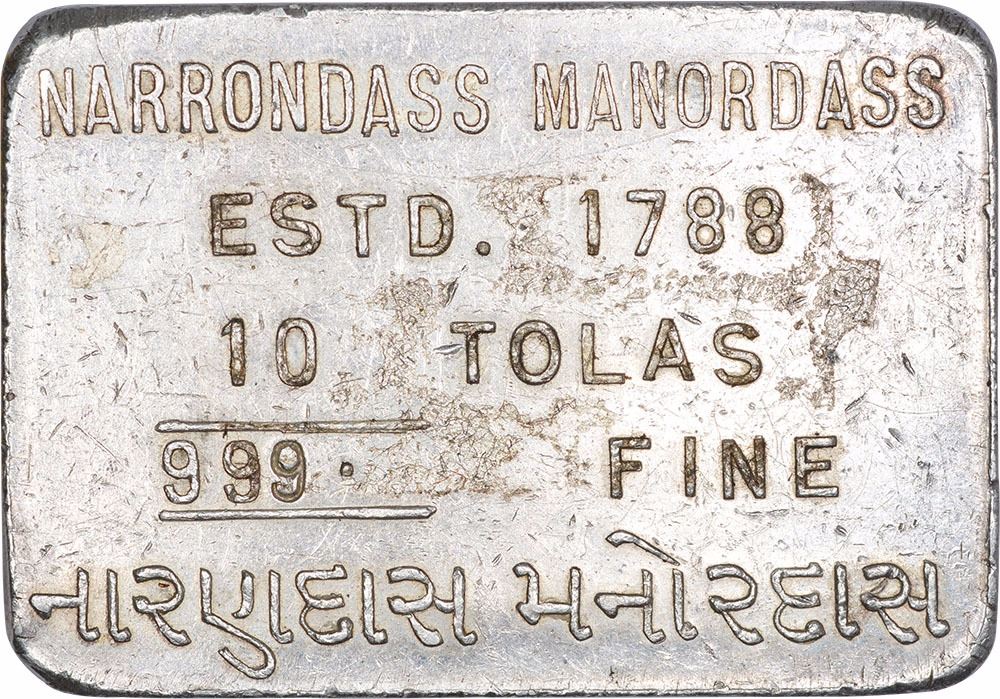 NARRONDASS MANORDASS
ESTD. 1788
10 TOLAS
999. FINE
નારણદાસ મનોરદાસ